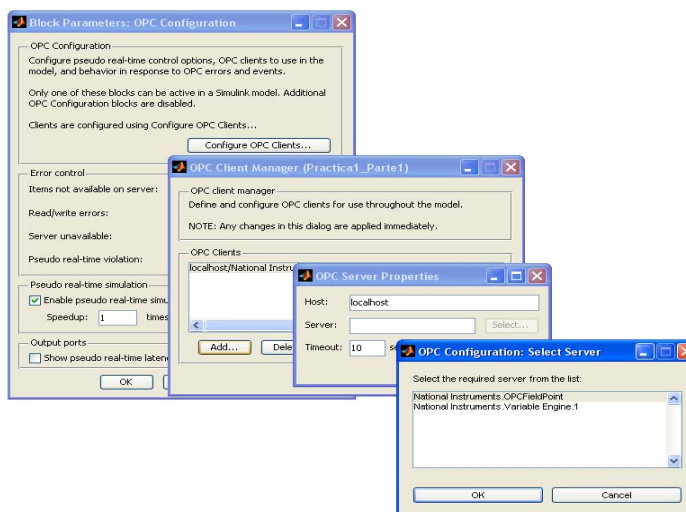 Block Parameters: OPC Configuration
OPC Configuration
Configure pseudo real-time control options, OPC clients to use in the
model, and behavior in response to OPC errors and events.
Only one of these blocks can be active in a Simulink model. Additional
OPC Configuration blocks are disabled.
Clients are configured using Configure OPC Clients...
Configure OPC Clients...
Error control
Items not available on server:
Read/write errors:
Server unavailable:
Pseudo real-time violation:
Pseudo real-time simulation
Enable pseudo real-time simu
Speedup: 1 times
Output ports
Show pseudo real-time laten
OK
OPC Client Manager (Practica1_Parte1)
OPC client manager
Define and configure OPC clients for use throughout the model.
NOTE: Any changes in this dialog are applied immediately.
OPC Clients
localhost/National Instru
Add... Dele
OPC Server Properties
Host: localhost
Server: Select...
Timeout: 10 se
OPC Configuration: Select Server
Select the required server from the list:
National Instruments.OPCFieldPoint
National Instruments.Variable Engine.1
OK Cancel